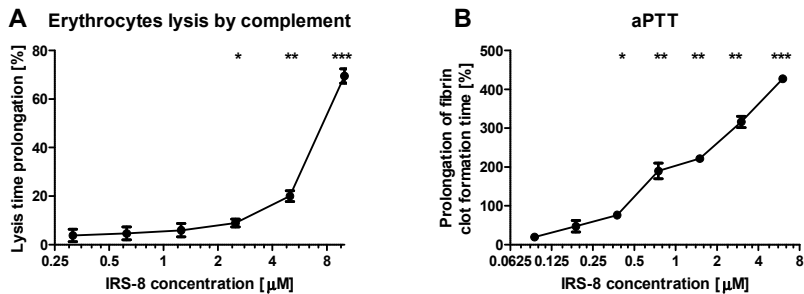 A Erythrocytes lysis by complement
Lysis time prolongation [%]
80
60
40
20
0
* ** ***
0.25 0.5 1 2 4 8
IRS-8 concentration [μM]
B aPTT
Prolongation of fibrin
clot formation time [%]
500
400
300
200
100
0
* ** ** ** ***
0.0625 0.125 0.25 0.5 1 2 4 8
IRS-8 concentration [μM]